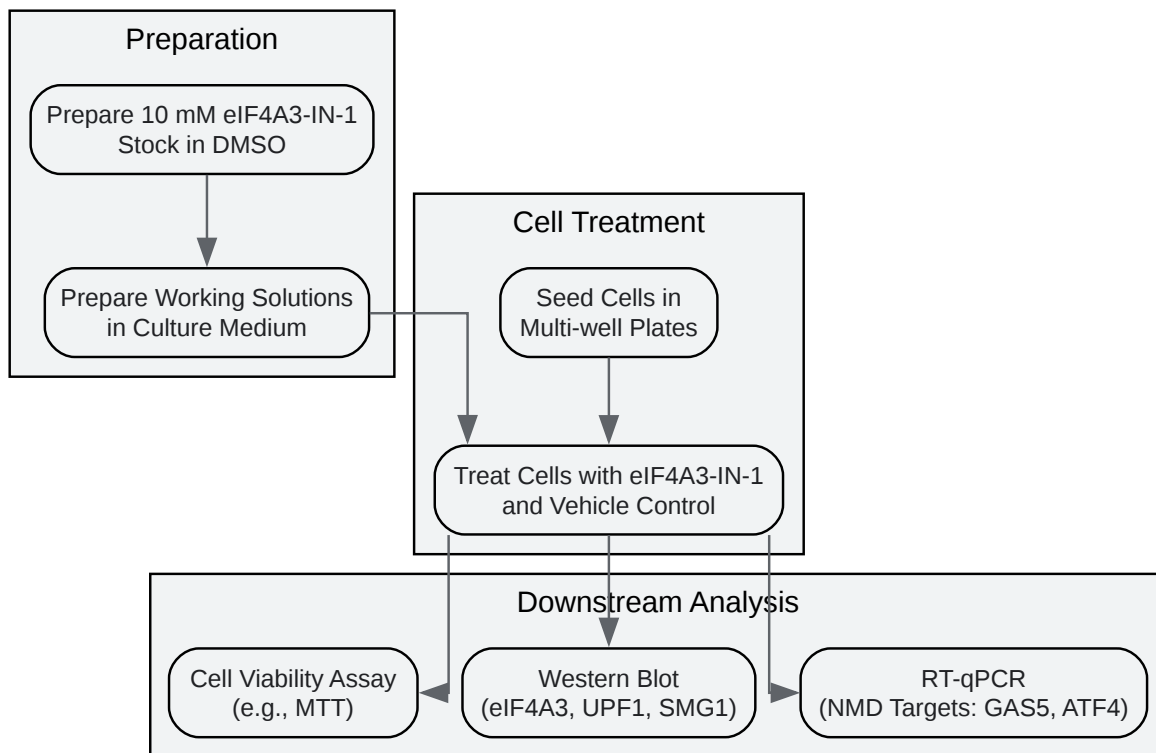 Preparation
Prepare 10 mM eIF4A3-IN-1
Stock in DMSO
Prepare Working Solutions
in Culture Medium
Cell Treatment
Seed Cells in
Multi-well Plates
Treat Cells with eIF4A3-IN-1
and Vehicle Control
Downstream Analysis
Cell Viability Assay
(e.g., MTT)
Western Blot
(eIF4A3, UPF1, SMG1)
RT-qPCR
(NMD Targets: GAS5, ATF4)